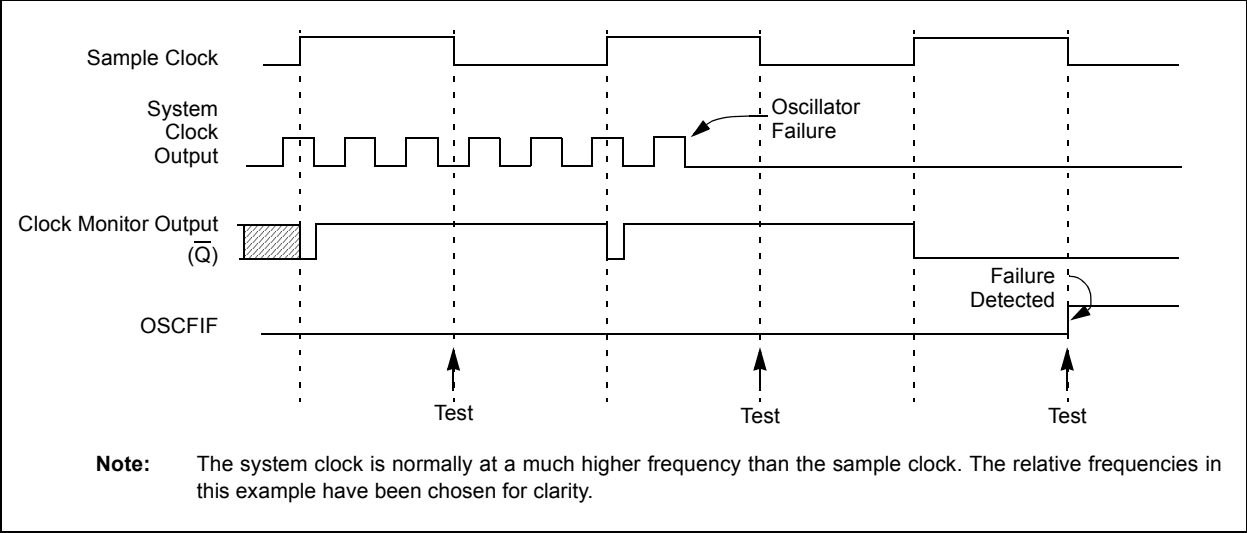 Sample Clock
System
Clock
Output
Oscillator
Failure
Clock Monitor Output
(Q̅)
Failure
Detected
OSCFIF
Test
Test
Test
Note: The system clock is normally at a much higher frequency than the sample clock. The relative frequencies in
this example have been chosen for clarity.